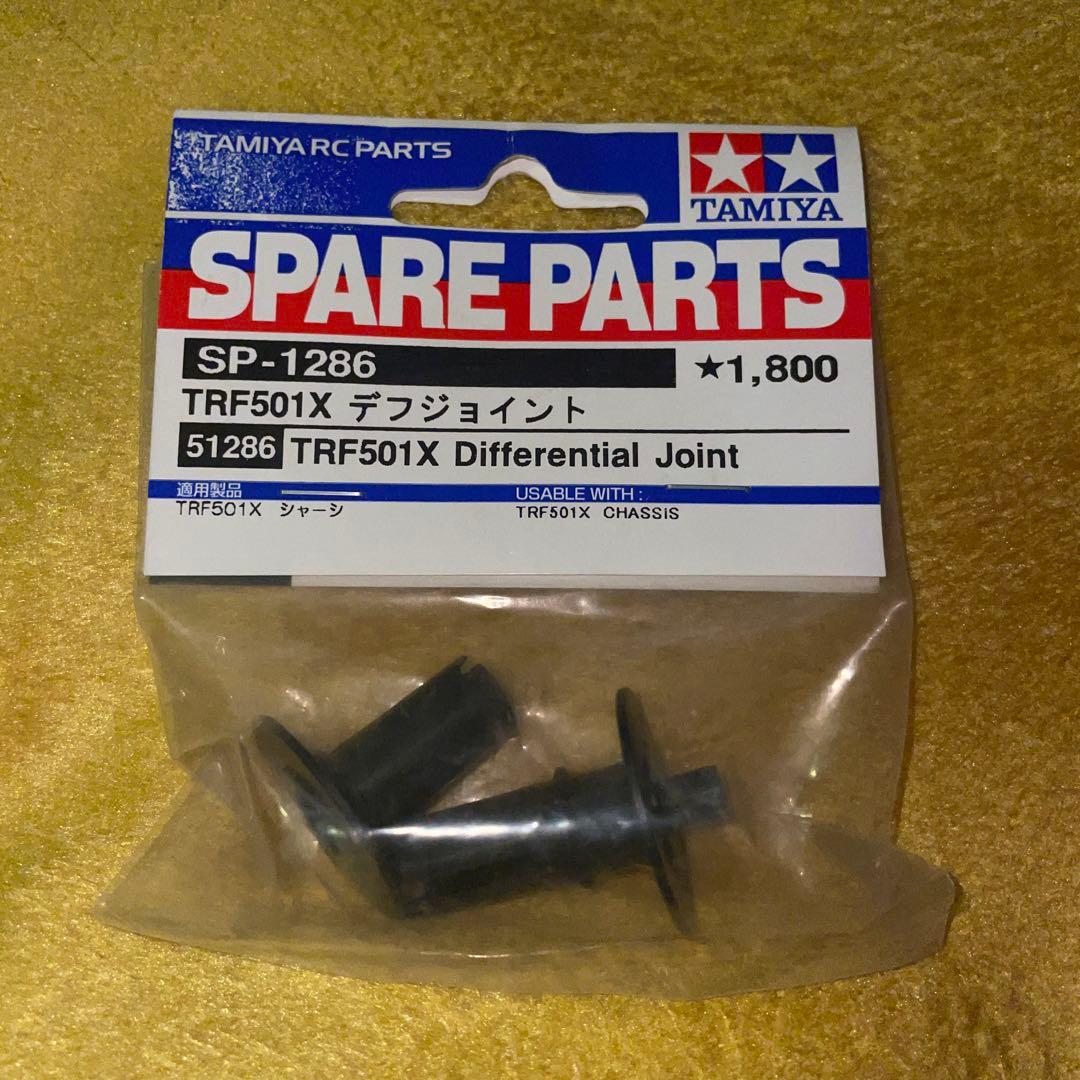 TAMIYA RC PARTS
TAMIYA
SPARE PARTS
SP-1286 ★1,800
TRF501X デフジョイント
51286 TRF501X Differential Joint
適用製品 USABLE WITH :
TRF501X シャーシ TRF501X CHASSIS